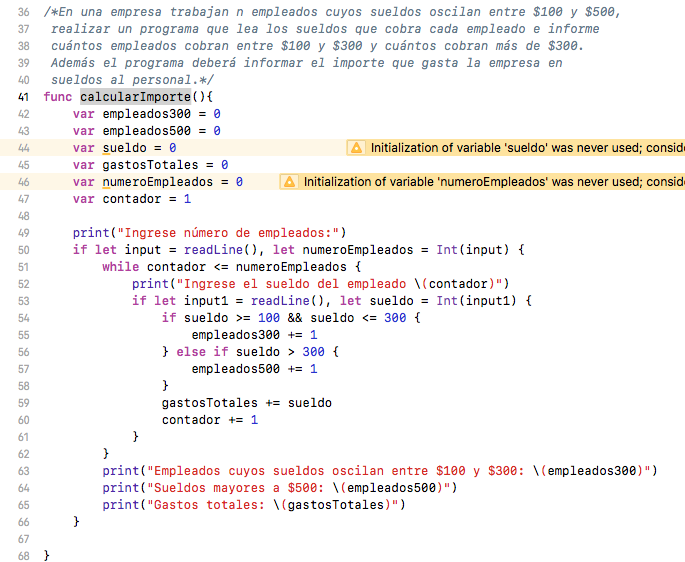 36 /*En una empresa trabajan n empleados cuyos sueldos oscilan entre $100 y $500,
37 realizar un programa que lea los sueldos que cobra cada empleado e informe
38 cuántos empleados cobran entre $100 y $300 y cuántos cobran más de $300.
39 Además el programa deberá informar el importe que gasta la empresa en
40 sueldos al personal.*/
41 func calcularImporte(){
42 var empleados300 = 0
43 var empleados500 = 0
44 var sueldo = 0 Initialization of variable 'sueldo' was never used; conside
45 var gastosTotales = 0
46 var numeroEmpleados = 0 Initialization of variable 'numeroEmpleados' was never used; conside
47 var contador = 1
48
49 print("Ingrese número de empleados:")
50 if let input = readLine(), let numeroEmpleados = Int(input) {
51 while contador <= numeroEmpleados {
52 print("Ingrese el sueldo del empleado \(contador)")
53 if let input1 = readLine(), let sueldo = Int(input1) {
54 if sueldo >= 100 && sueldo <= 300 {
55 empleados300 += 1
56 } else if sueldo > 300 {
57 empleados500 += 1
58 }
59 gastosTotales += sueldo
60 contador += 1
61 }
62 }
63 print("Empleados cuyos sueldos oscilan entre $100 y $300: \(empleados300)")
64 print("Sueldos mayores a $500: \(empleados500)")
65 print("Gastos totales: \(gastosTotales)")
66 }
67
68 }